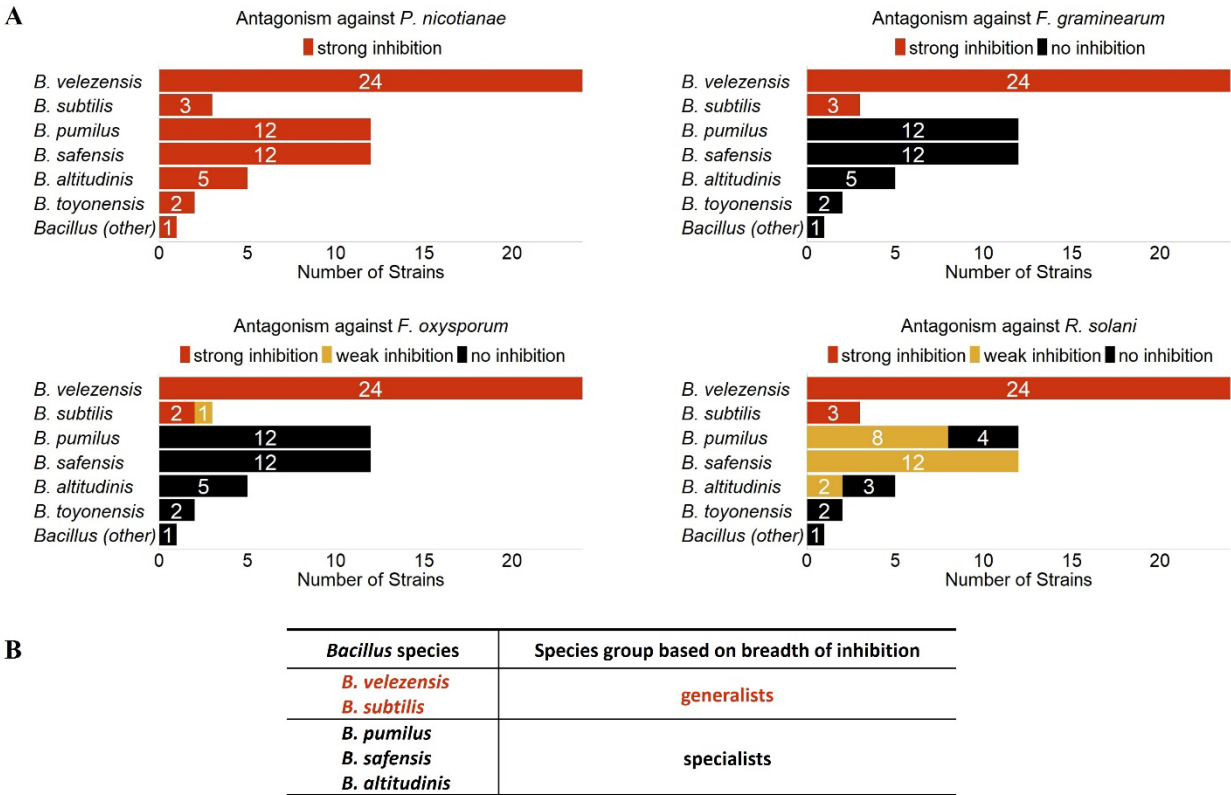 A
Antagonism against P. nicotianae
strong inhibition
B. velezensis 24
B. subtilis 3
B. pumilus 12
B. safensis 12
B. altitudinis 5
B. toyonensis 2
Bacillus (other) 1
0 5 10 15 20
Number of Strains
Antagonism against F. graminearum
strong inhibition no inhibition
B. velezensis 24
B. subtilis 3
B. pumilus 12
B. safensis 12
B. altitudinis 5
B. toyonensis 2
Bacillus (other) 1
0 5 10 15 20
Number of Strains
Antagonism against F. oxysporum
strong inhibition weak inhibition no inhibition
B. velezensis 24
B. subtilis 2 1
B. pumilus 12
B. safensis 12
B. altitudinis 5
B. toyonensis 2
Bacillus (other) 1
0 5 10 15 20
Number of Strains
Antagonism against R. solani
strong inhibition weak inhibition no inhibition
B. velezensis 24
B. subtilis 3
B. pumilus 8 4
B. safensis 12
B. altitudinis 2 3
B. toyonensis 2
Bacillus (other) 1
0 5 10 15 20
Number of Strains
B
Bacillus species Species group based on breadth of inhibition
B. velezensis
B. subtilis
generalists
B. pumilus
B. safensis
B. altitudinis
specialists